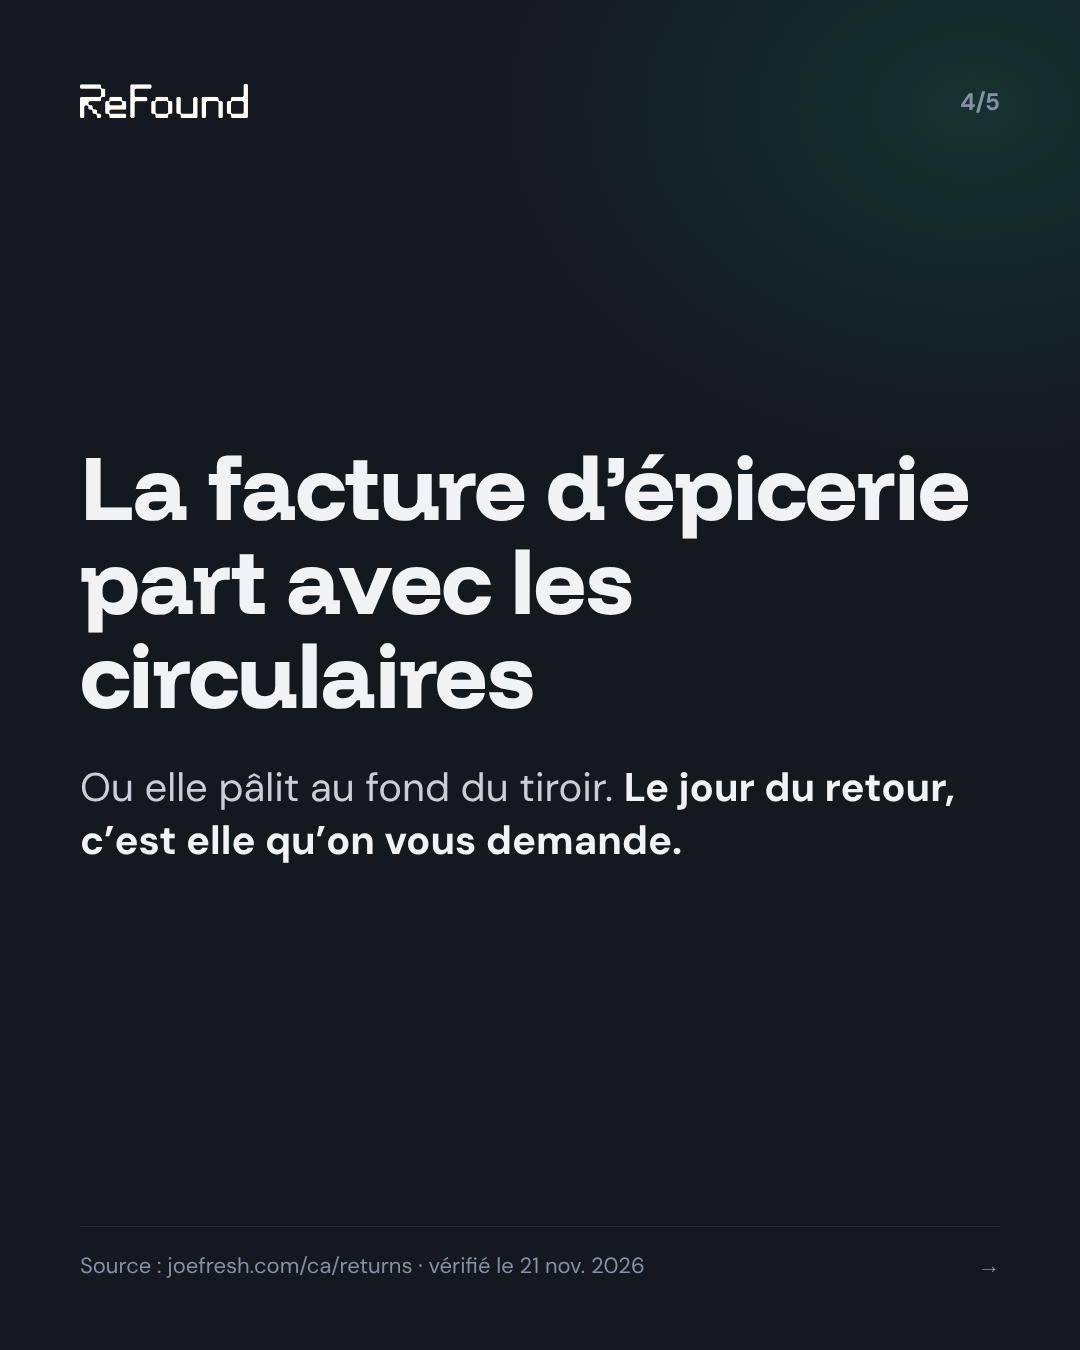 ReFound
4/5
La facture d’épicerie
part avec les
circulaires
Ou elle pâlit au fond du tiroir. Le jour du retour,
c’est elle qu’on vous demande.
Source : joefresh.com/ca/returns · vérifié le 21 nov. 2026 →